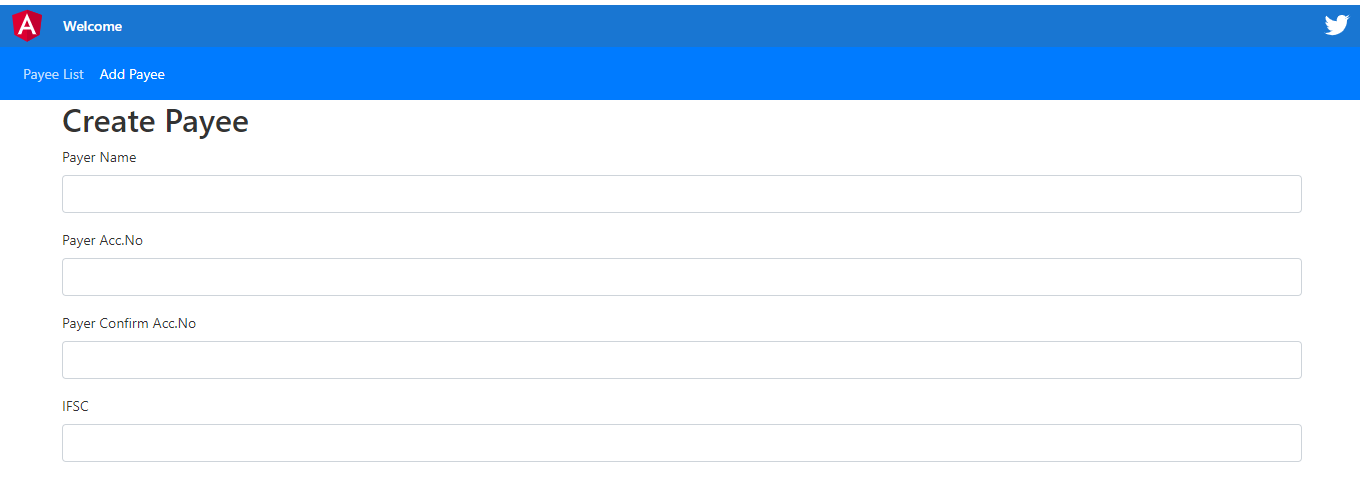 A
Welcome
Payee List Add Payee
Create Payee
Payer Name
Payer Acc.No
Payer Confirm Acc.No
IFSC